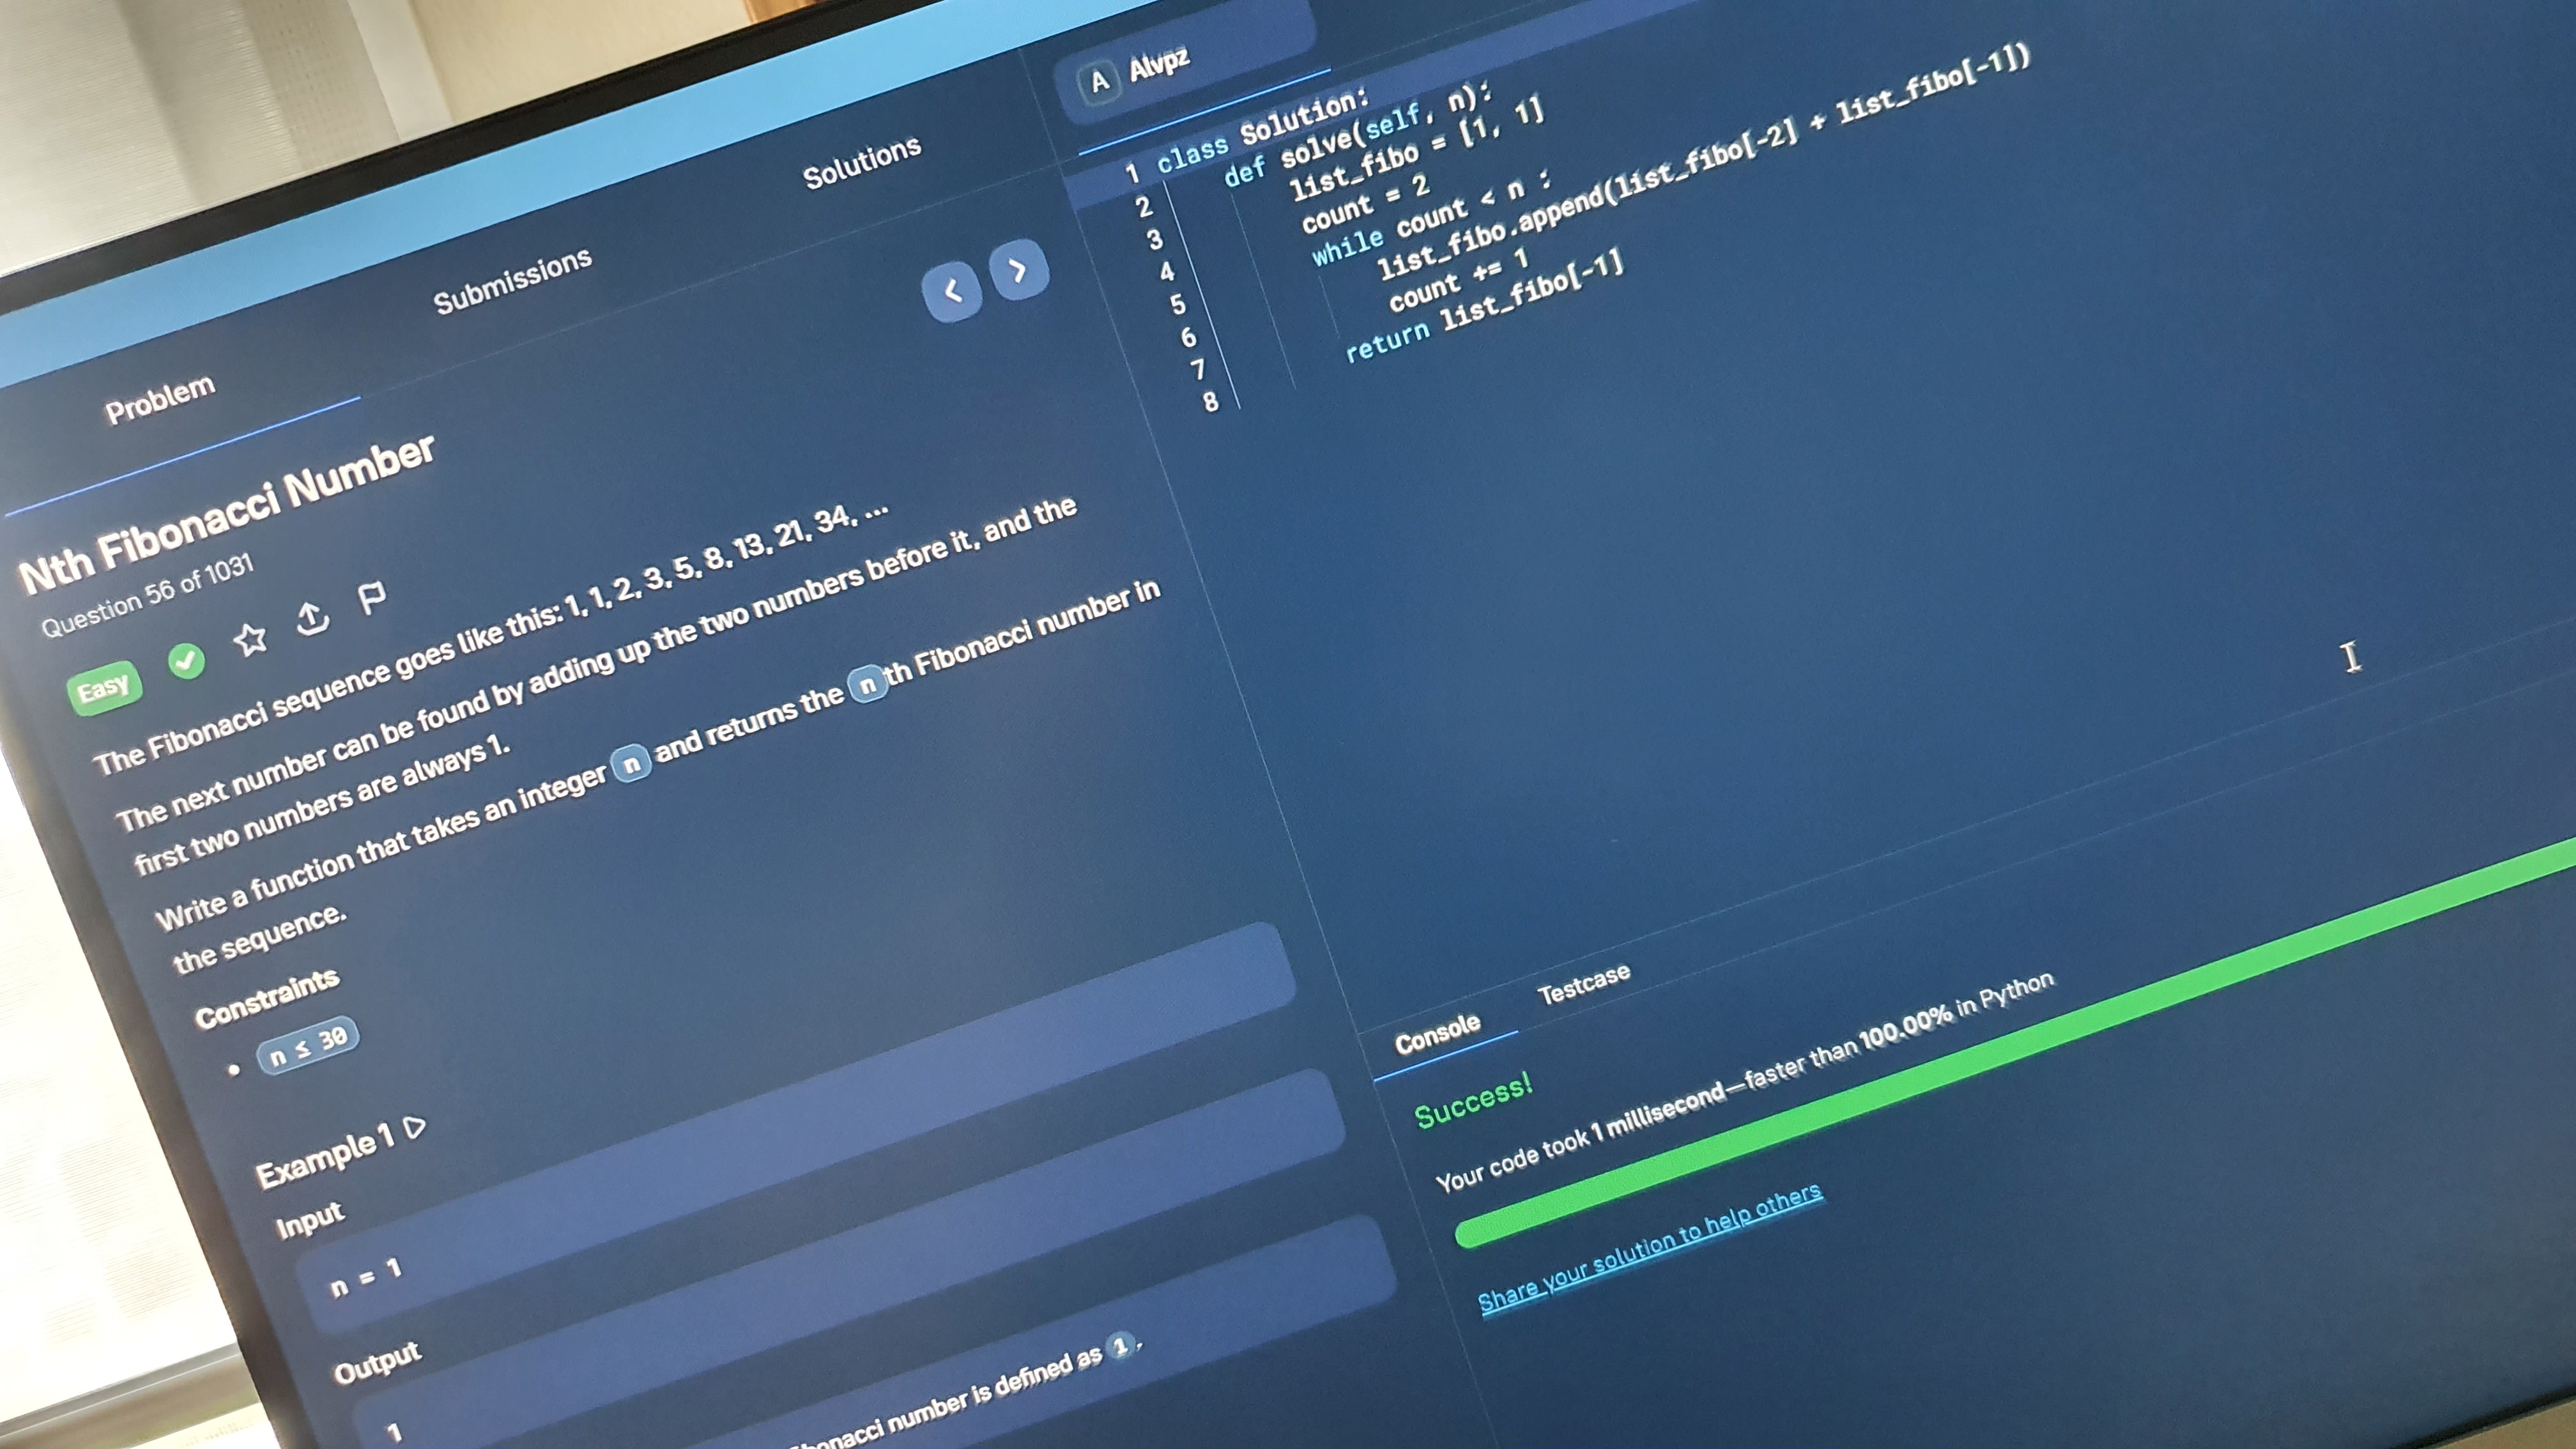 Problem
Submissions
Solutions
Nth Fibonacci Number
Question 56 of 1031
Easy
The Fibonacci sequence goes like this: 1, 1, 2, 3, 5, 8, 13, 21, 34, ...
The next number can be found by adding up the two numbers before it, and the
first two numbers are always 1.
Write a function that takes an integer n and returns the nth Fibonacci number in
the sequence.
Constraints
• n ≤ 30
Example 1
Input
n = 1
Output
1
number is defined as 1.
A Alvpz
1 class Solution:
2 def solve(self, n):
3 list_fibo = [1, 1]
4 count = 2
5 while count < n :
6 list_fibo.append(list_fibo[-2] + list_fibo[-1])
7 count += 1
8 return list_fibo[-1]
Console
Testcase
Success!
Your code took 1 millisecond—faster than 100.00% in Python
Share your solution to help others